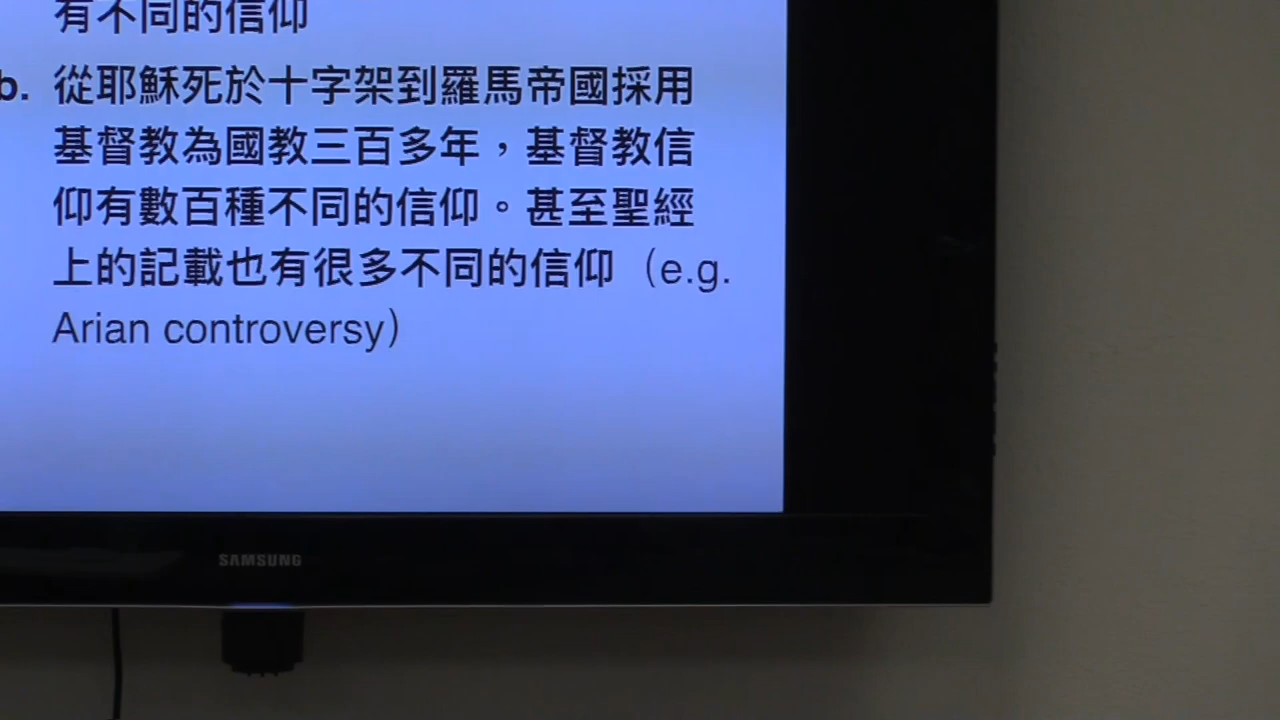 有不同的信仰
b. 從耶穌死於十字架到羅馬帝國採用
基督教為國教三百多年，基督教信
仰有數百種不同的信仰。甚至聖經
上的記載也有很多不同的信仰（e.g.
Arian controversy）
SAMSUNG